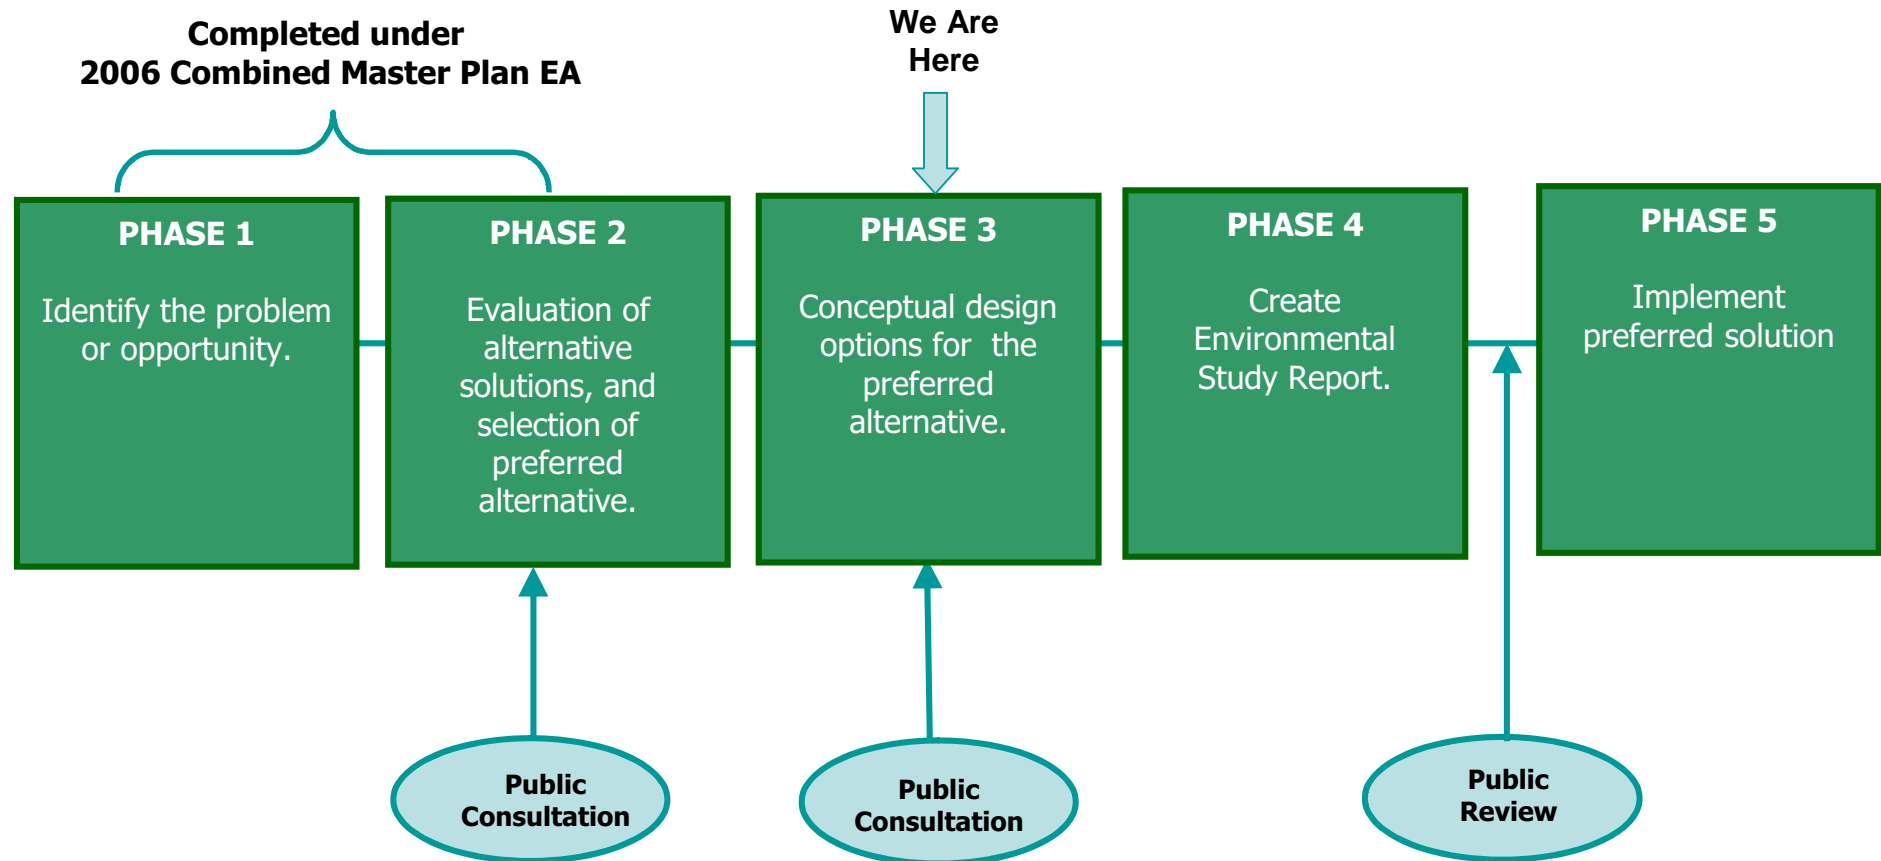 Completed under
2006 Combined Master Plan EA
We Are
Here
PHASE 1
Identify the problem
or opportunity.
PHASE 2
Evaluation of
alternative
solutions, and
selection of
preferred
alternative.
PHASE 3
Conceptual design
options for the
preferred
alternative.
PHASE 4
Create
Environmental
Study Report.
PHASE 5
Implement
preferred solution
Public
Consultation
Public
Consultation
Public
Review